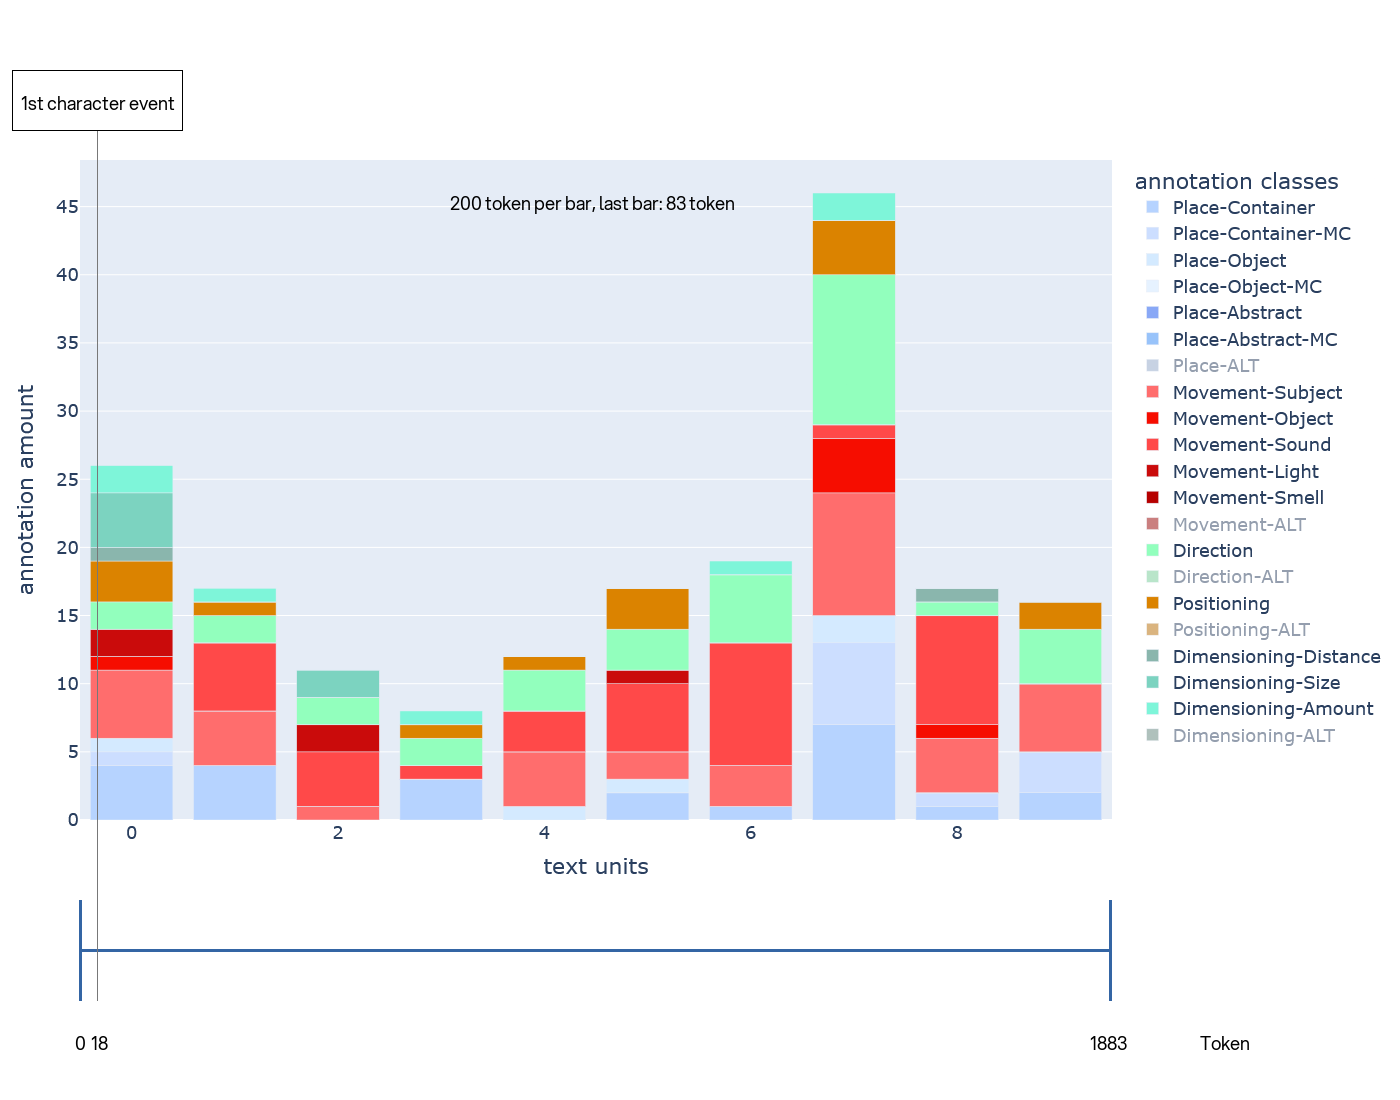 1st character event
200 token per bar, last bar: 83 token
annotation amount
45
40
35
30
25
20
15
10
5
0
0
2
4
6
8
text units
annotation classes
Place-Container
Place-Container-MC
Place-Object
Place-Object-MC
Place-Abstract
Place-Abstract-MC
Place-ALT
Movement-Subject
Movement-Object
Movement-Sound
Movement-Light
Movement-Smell
Movement-ALT
Direction
Direction-ALT
Positioning
Positioning-ALT
Dimensioning-Distance
Dimensioning-Size
Dimensioning-Amount
Dimensioning-ALT
0 18
1883
Token